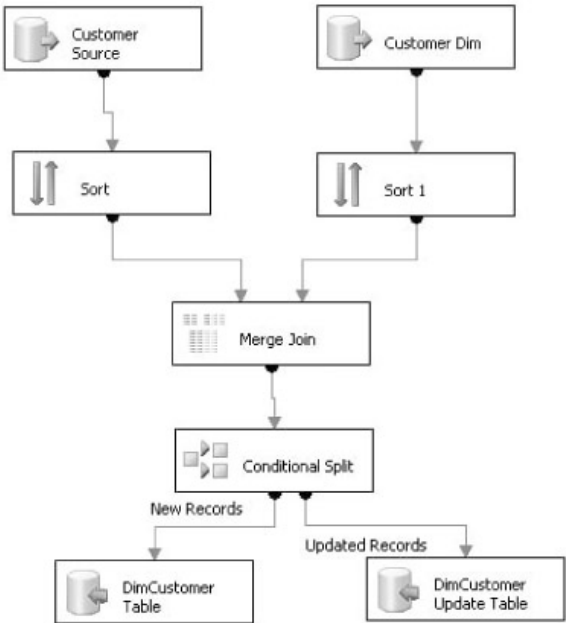 Customer
Source
Customer Dim
Sort
Sort 1
Merge Join
Conditional Split
New Records
Updated Records
DimCustomer
Table
DimCustomer
Update Table